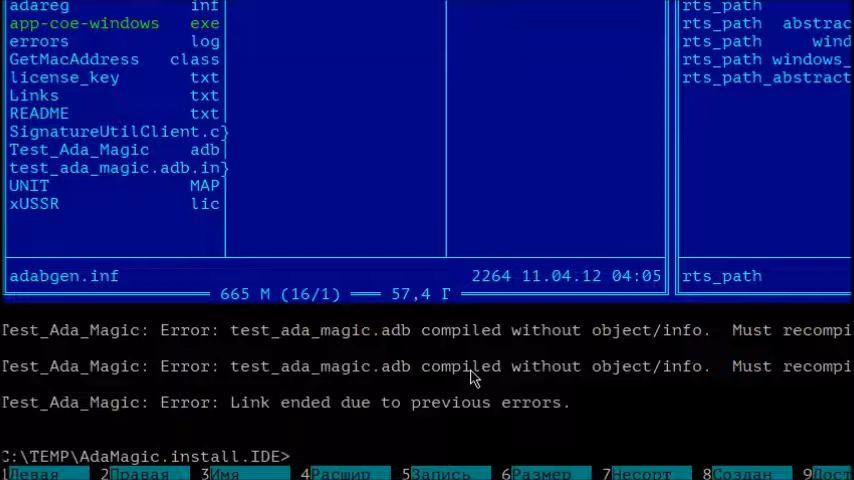 adareg inf
app-coe-windows exe
errors log
GetMacAddress class
license_key txt
Links txt
README txt
SignatureUtilClient.c}
Test_Ada_Magic adb
test_ada_magic.adb.in}
UNIT MAP
xUSSR lic
adabgen.inf 2264 11.04.12 04:05
665 M (16/1) 57,4 Г
rts_path
rts_path abstrac
rts_path wind
rts_path windows_
rts_path_abstract
rts_path
Test_Ada_Magic: Error: test_ada_magic.adb compiled without object/info. Must recompi
Test_Ada_Magic: Error: test_ada_magic.adb compiled without object/info. Must recompi
Test_Ada_Magic: Error: Link ended due to previous errors.
C:\TEMP\AdaMagic.install.IDE>
1Левая 2Правая 3Имя 4Расшир 5Запись 6Размер 7Несорт 8Создан 9Дост